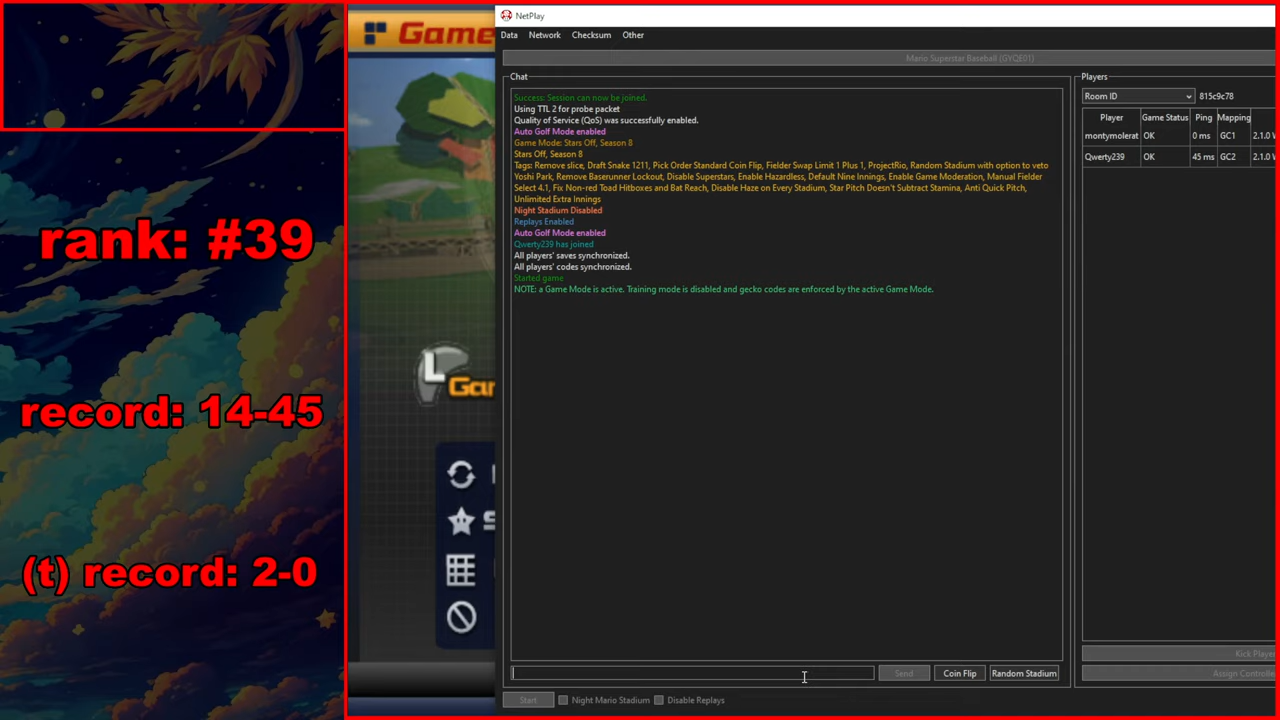 rank: #39
record: 14-45
(t) record: 2-0
Game
L
Gar
NetPlay
Data Network Checksum Other
Mario Superstar Baseball (GYQE01)
Chat
Success: Session can now be joined.
Using TTL 2 for probe packet
Quality of Service (QoS) was successfully enabled.
Auto Golf Mode enabled
Game Mode: Stars Off, Season 8
Stars Off, Season 8
Tags: Remove slice, Draft Snake 1211, Pick Order Standard Coin Flip, Fielder Swap Limit 1 Plus 1, ProjectRio, Random Stadium with option to veto
Yoshi Park, Remove Baserunner Lockout, Disable Superstars, Enable Hazardless, Default Nine Innings, Enable Game Moderation, Manual Fielder
Select 4.1, Fix Non-red Toad Hitboxes and Bat Reach, Disable Haze on Every Stadium, Star Pitch Doesn't Subtract Stamina, Anti Quick Pitch,
Unlimited Extra Innings
Night Stadium Disabled
Replays Enabled
Auto Golf Mode enabled
Qwerty239 has joined
All players' saves synchronized.
All players' codes synchronized.
Started game
NOTE: a Game Mode is active. Training mode is disabled and gecko codes are enforced by the active Game Mode.
Send Coin Flip Random Stadium
Start Night Mario Stadium Disable Replays
Players
Room ID 815c9c78
Player Game Status Ping Mapping
montymolerat OK 0 ms GC1 2.1.0
Qwerty239 OK 45 ms GC2 2.1.0
Kick Player
Assign Controlle